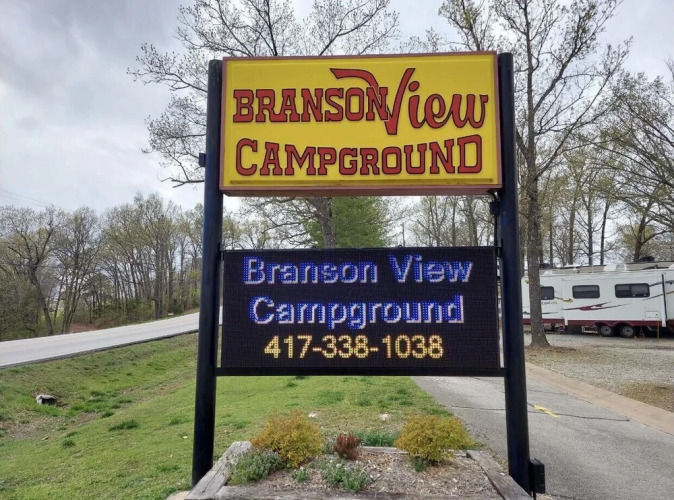 BRANSON View
CAMPGROUND
Branson View
Campground
417-338-1038